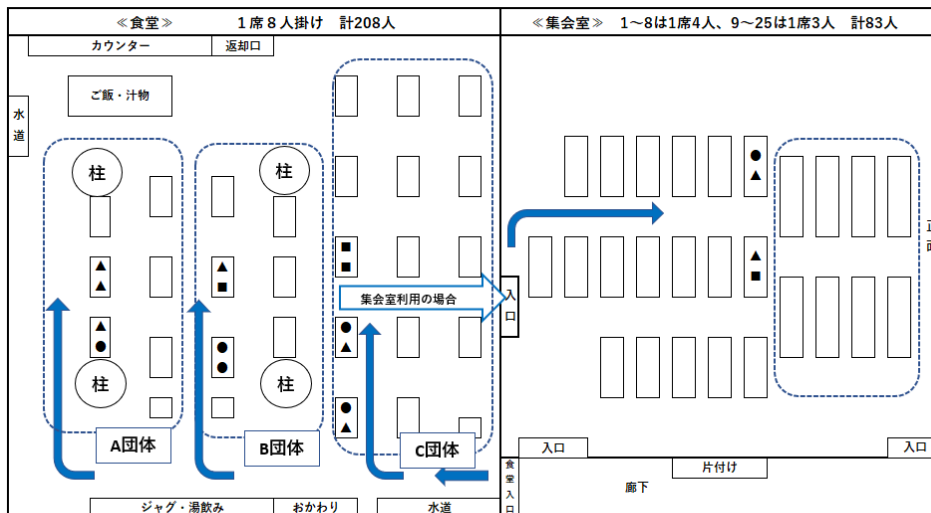 ≪食堂≫　　1席8人掛け　計208人
≪集会室≫　1～8は1席4人、9～25は1席3人　計83人
カウンター
返却口
ご飯・汁物
水道
柱
柱
正面
集会室利用の場合
入口
柱
柱
A団体
B団体
C団体
入口
入口
食堂入口
片付け
廊下
ジャグ・湯飲み
おかわり
水道